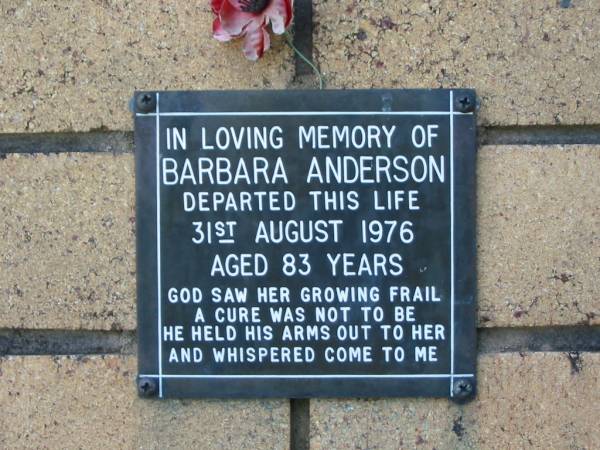 IN LOVING MEMORY OF
BARBARA ANDERSON
DEPARTED THIS LIFE
31ST AUGUST 1976
AGED 83 YEARS
GOD SAW HER GROWING FRAIL
A CURE WAS NOT TO BE
HE HELD HIS ARMS OUT TO HER
AND WHISPERED COME TO ME